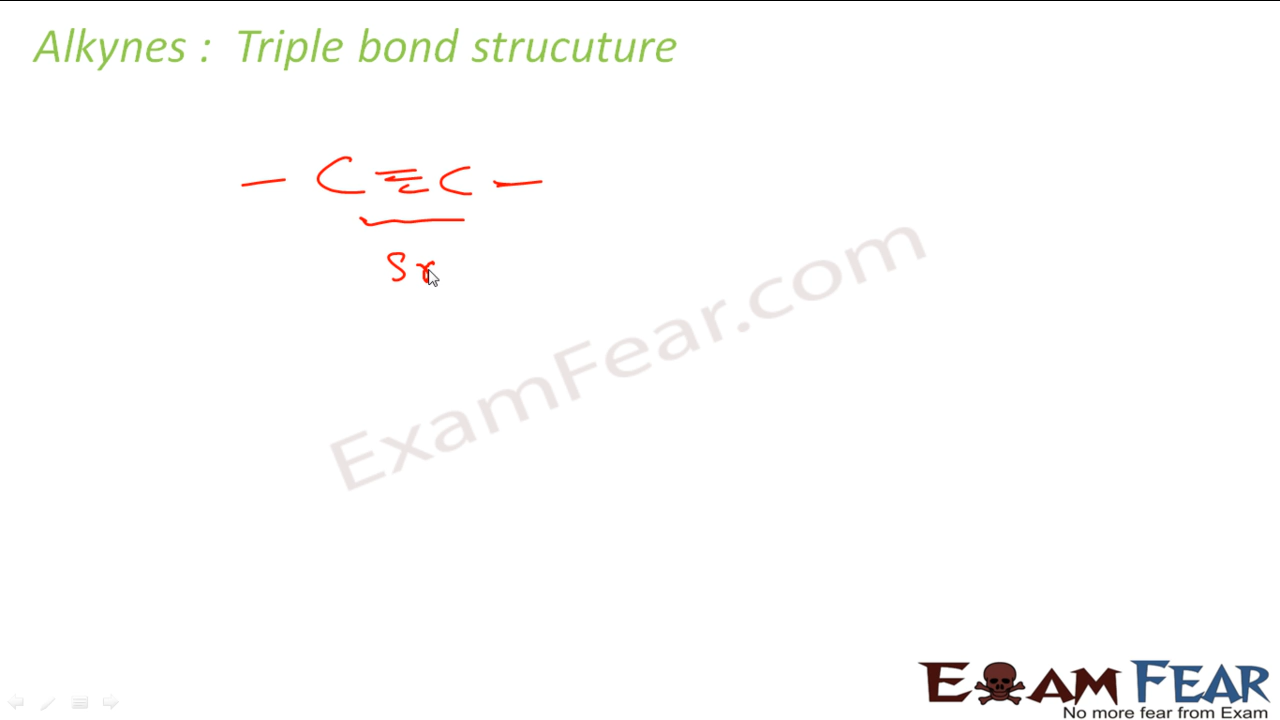 Alkynes : Triple bond strucuture
– C ≡ C –
ExamFear.com
EXAM FEAR
No more fear from Exam